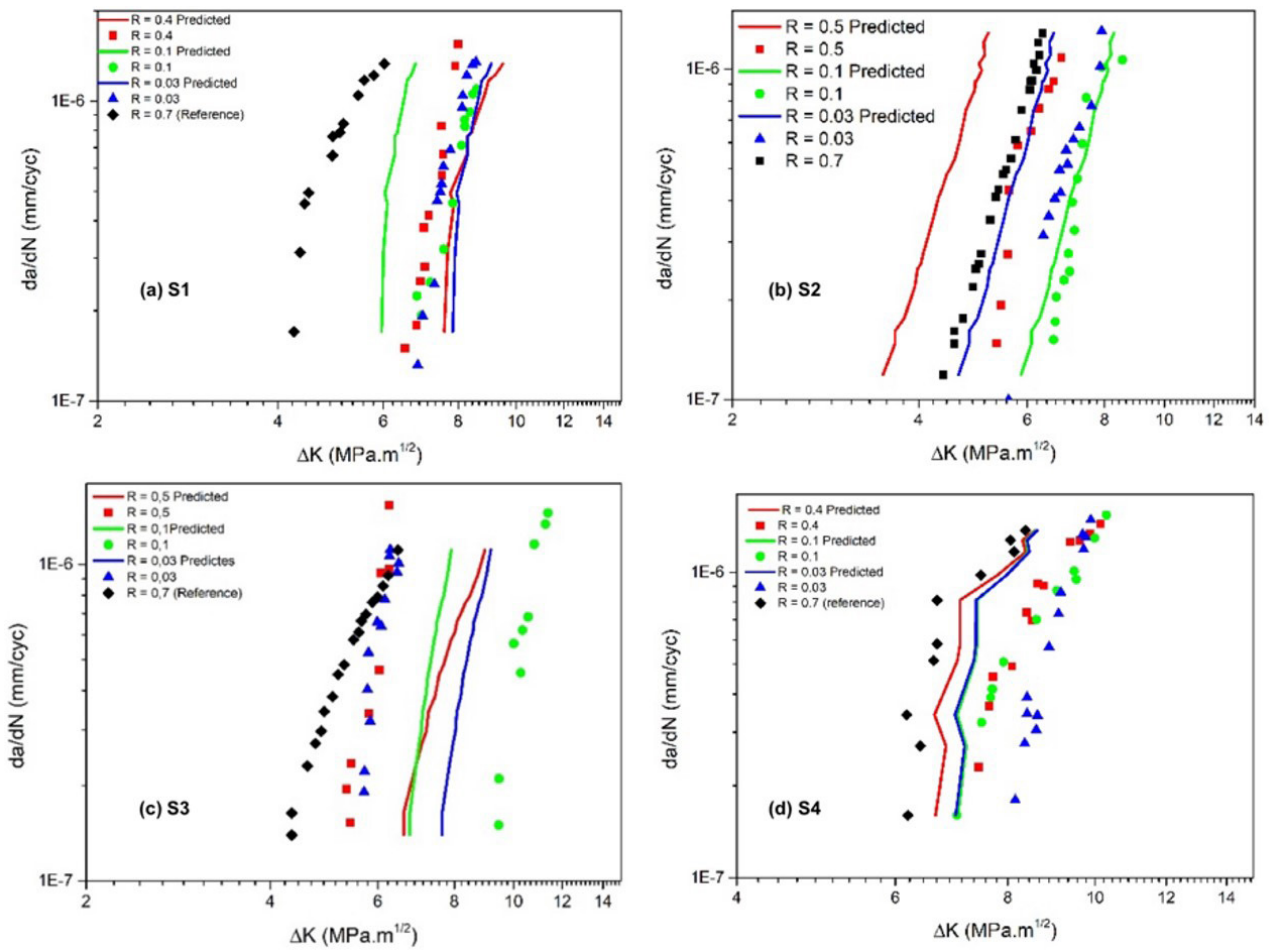 R = 0.4 Predicted
R = 0.4
R = 0.1 Predicted
R = 0.1
R = 0.03 Predicted
R = 0.03
R = 0.7 (Reference)
1E-6
1E-7
da/dN (mm/cyc)
(a) S1
2 4 6 8 10 12 14
ΔK (MPa.m^1/2)
R = 0.5 Predicted
R = 0.5
R = 0.1 Predicted
R = 0.1
R = 0.03 Predicted
R = 0.03
R = 0.7
1E-6
1E-7
da/dN (mm/cyc)
(b) S2
2 4 6 8 10 12 14
ΔK (MPa.m^1/2)
R = 0,5 Predicted
R = 0,5
R = 0,1Predicted
R = 0,1
R = 0,03 Predictes
R = 0,03
R = 0,7 (Reference)
1E-6
1E-7
da/dN (mm/cyc)
(c) S3
2 4 6 8 10 12 14
ΔK (MPa.m^1/2)
R = 0.4 Predicted
R = 0.4
R = 0.1 Predicted
R = 0.1
R = 0.03 Predicted
R = 0.03
R = 0.7 (reference)
1E-6
1E-7
da/dN (mm/cyc)
(d) S4
4 6 8 10 12 14
ΔK (MPa.m^1/2)